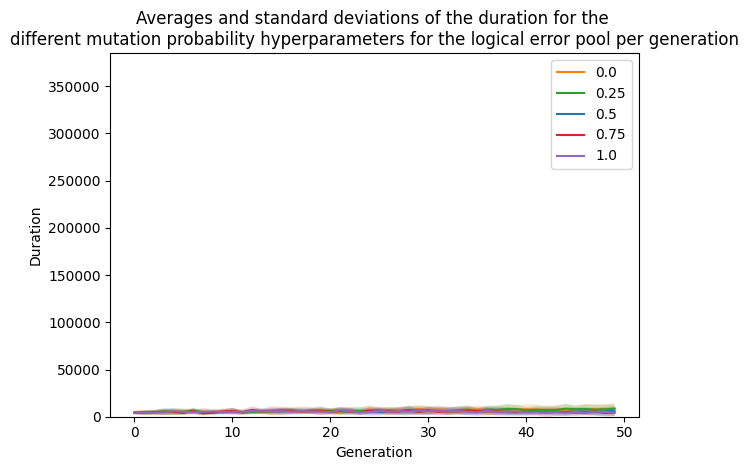 Averages and standard deviations of the duration for the
different mutation probability hyperparameters for the logical error pool per generation
350000
300000
250000
200000
150000
100000
50000
0
Duration
0.0
0.25
0.5
0.75
1.0
0 10 20 30 40 50
Generation